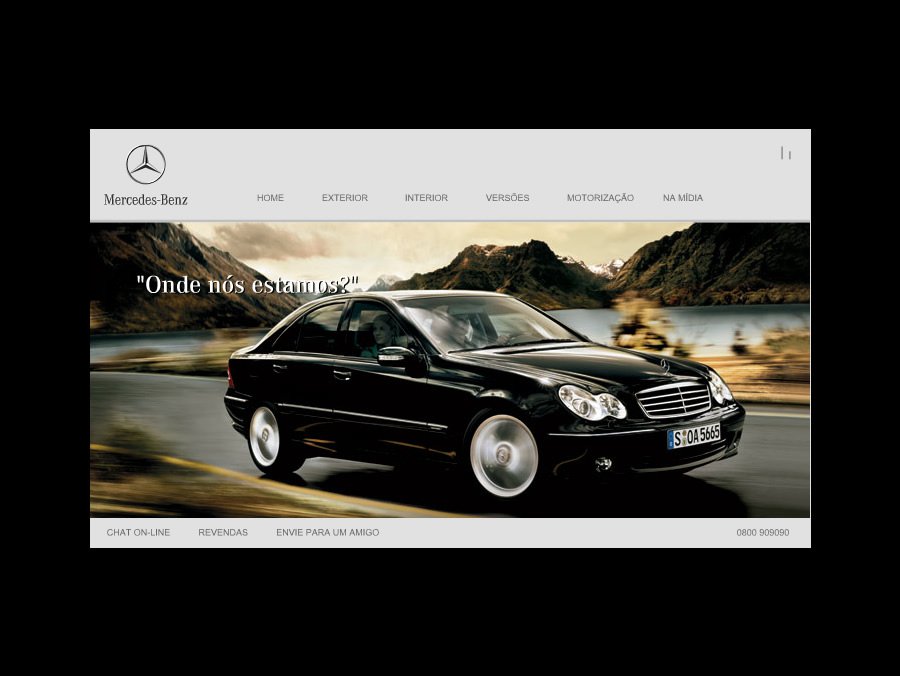 Mercedes-Benz
HOME EXTERIOR INTERIOR VERSÕES MOTORIZAÇÃO NA MÍDIA
"Onde nós estamos?"
S OA 5665
CHAT ON-LINE REVENDAS ENVIE PARA UM AMIGO 0800 909090